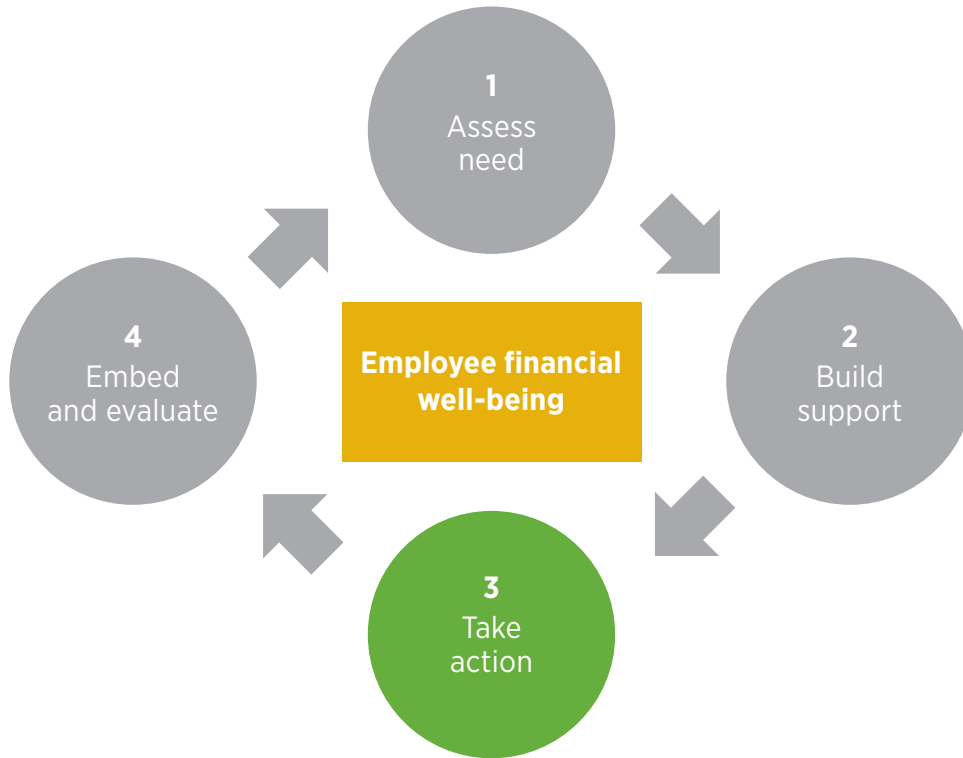 1
Assess
need
2
Build
support
3
Take
action
4
Embed
and evaluate
Employee financial
well-being